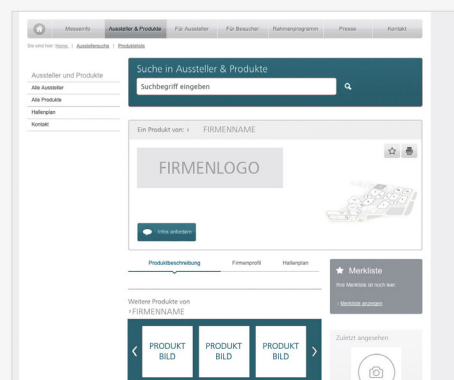 Messeinfo Aussteller & Produkte Für Aussteller Für Besucher Rahmenprogramm Presse Kontakt
Sie sind hier: Home | Ausstellersuche | Produktliste
Aussteller und Produkte
Alle Aussteller
Alle Produkte
Hallenplan
Kontakt
Suche in Aussteller & Produkte
Suchbegriff eingeben
Ein Produkt von: › FIRMENNAME
FIRMENLOGO
Infos anfordern
Produktbeschreibung Firmenprofil Hallenplan
Weitere Produkte von
›FIRMENNAME
PRODUKT BILD
PRODUKT BILD
PRODUKT BILD
Merkliste
Ihre Merkliste ist noch leer.
› Merkliste anzeigen
Zuletzt angesehen